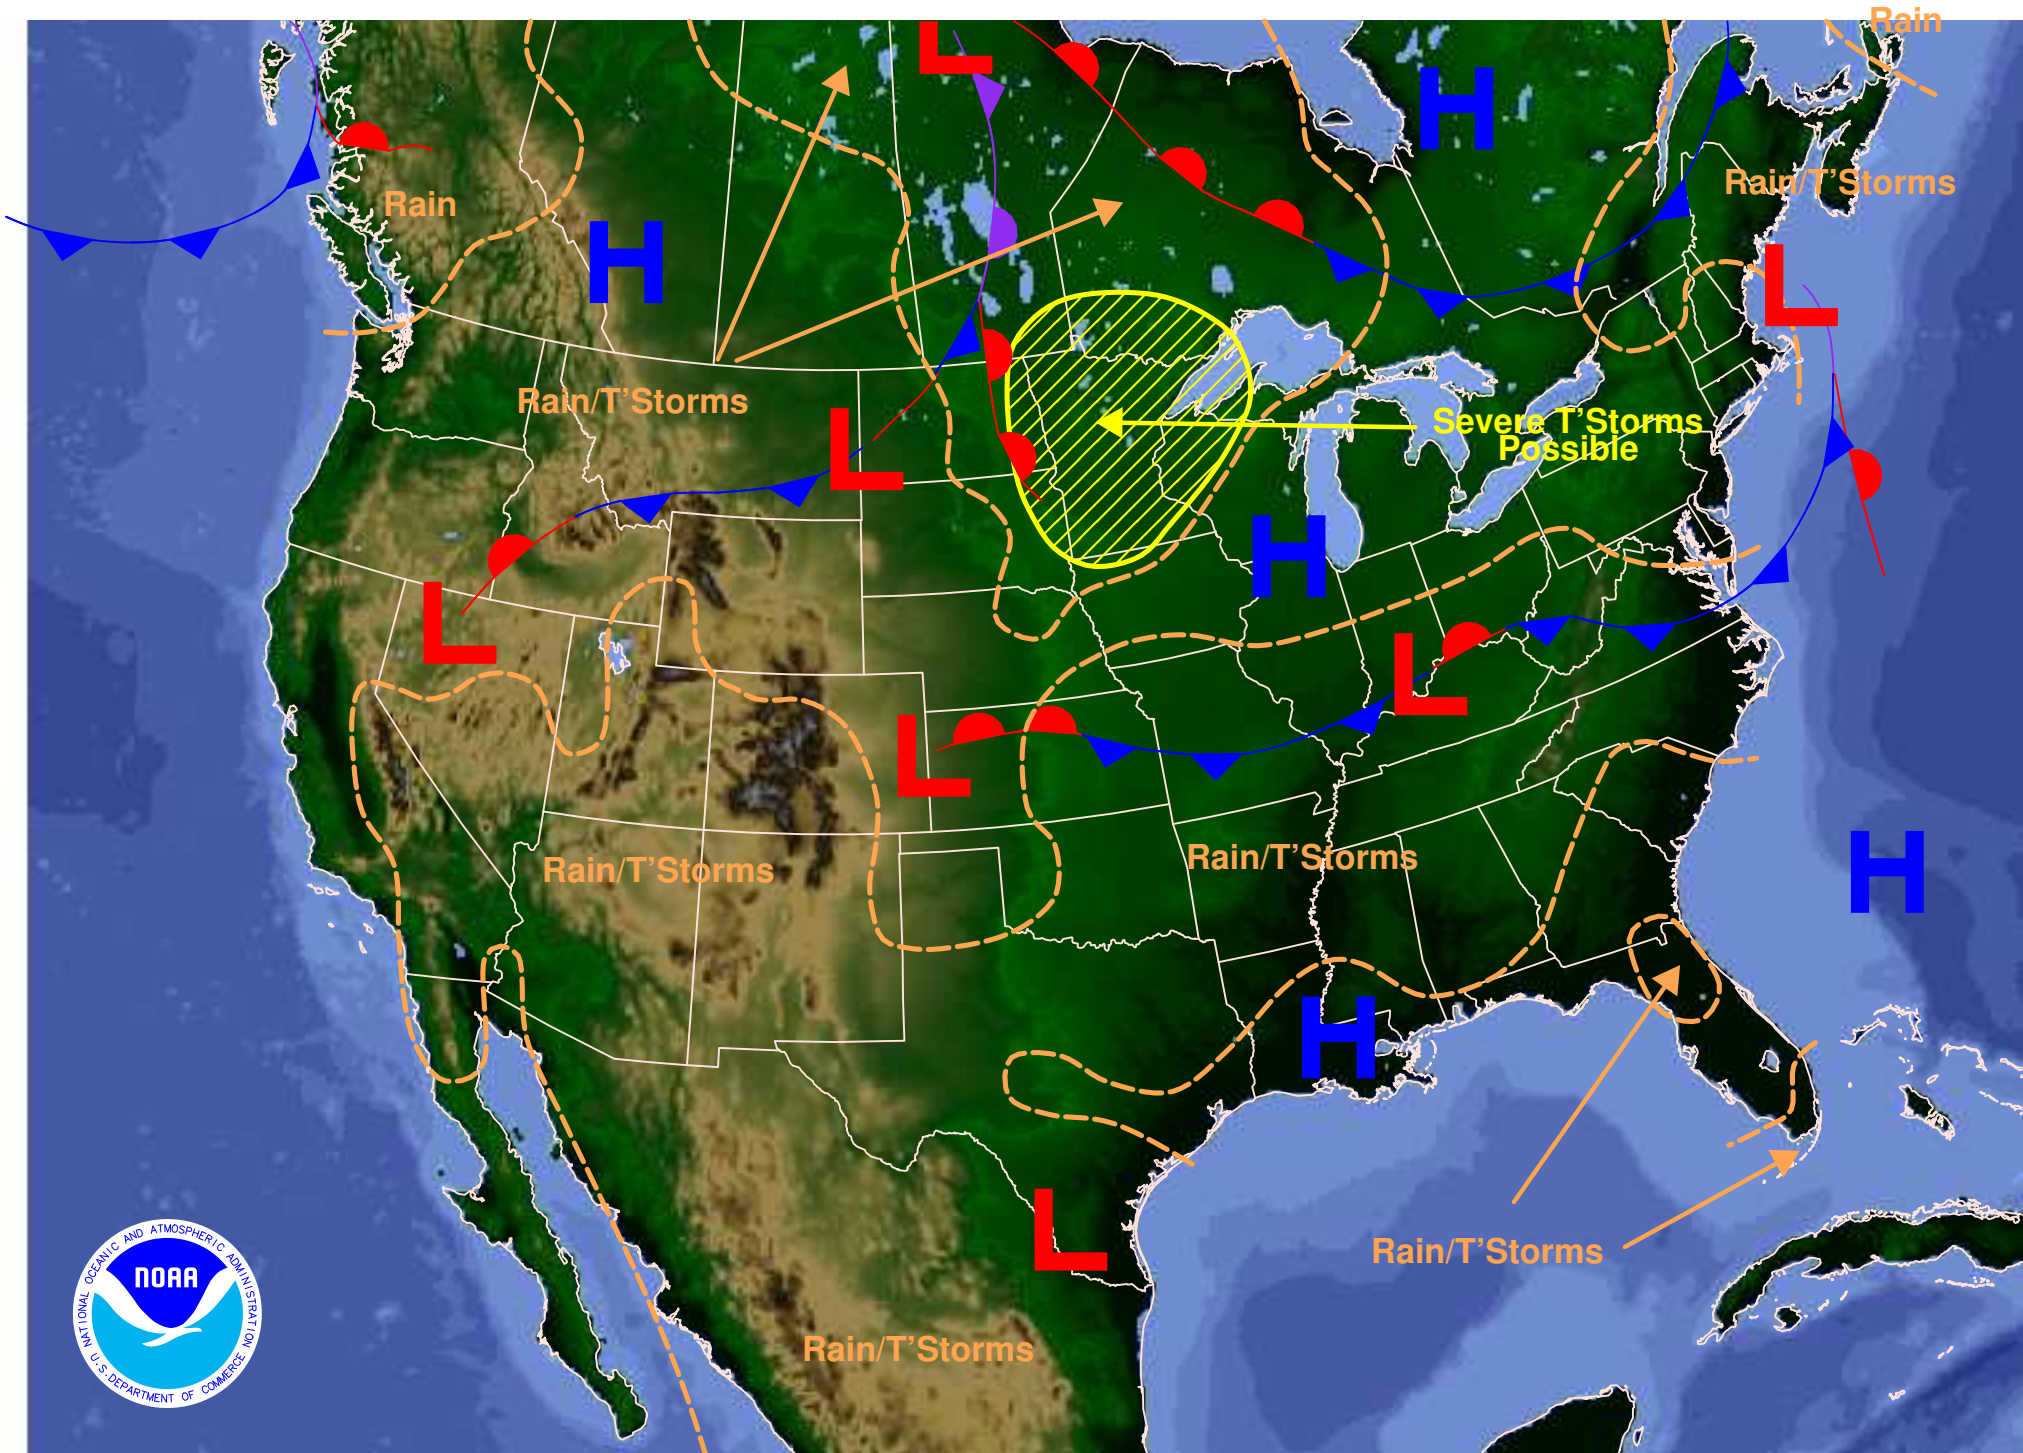 Rain
H
L
Rain/T'Storms
Rain
H
L
Rain/T'Storms
L
Severe T'Storms
Possible
H
L
L
L
Rain/T'Storms
Rain/T'Storms
H
H
L
Rain/T'Storms
Rain/T'Storms
NATIONAL OCEANIC AND ATMOSPHERIC ADMINISTRATION
NOAA
U.S. DEPARTMENT OF COMMERCE